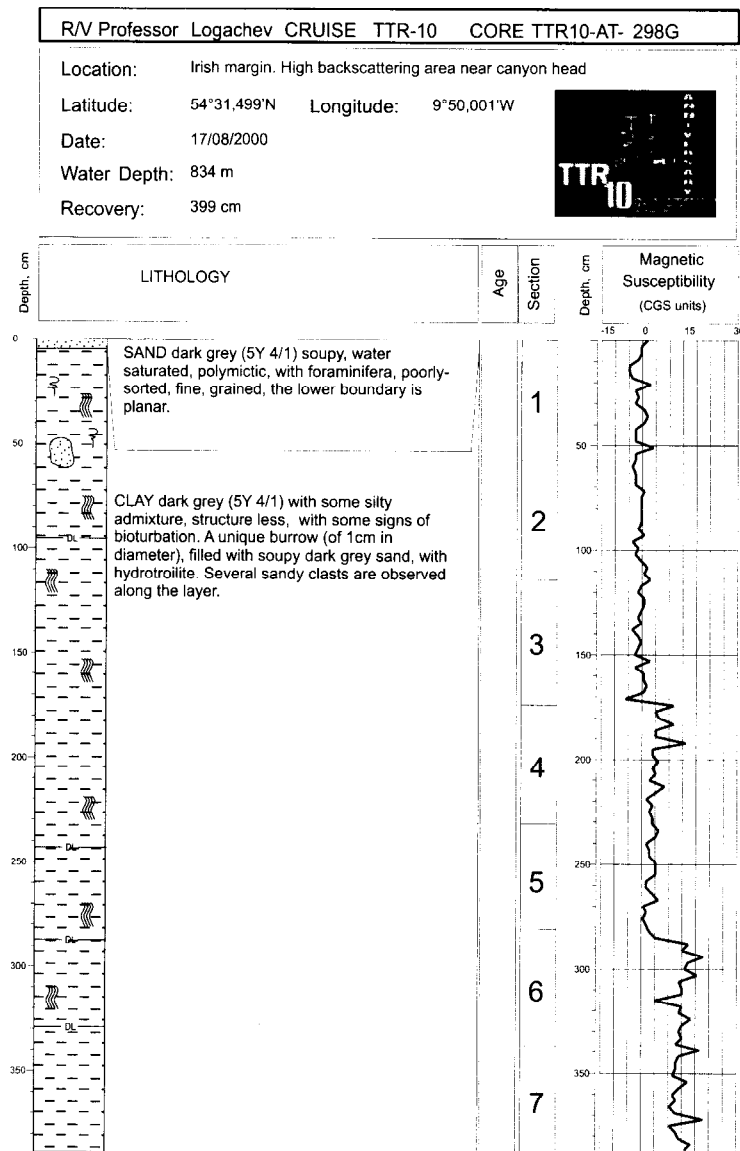 R/V Professor Logachev CRUISE TTR-10 CORE TTR10-AT- 298G
Location: Irish margin. High backscattering area near canyon head
Latitude: 54°31,499'N Longitude: 9°50,001'W
Date: 17/08/2000
Water Depth: 834 m
Recovery: 399 cm
TTR
10
Depth, cm
LITHOLOGY
Age
Section
Depth, cm
Magnetic
Susceptibility
(CGS units)
-15 0 15 30
0
50
100
150
200
250
300
350
SAND dark grey (5Y 4/1) soupy, water
saturated, polymictic, with foraminifera, poorly-
sorted, fine, grained, the lower boundary is
planar.
CLAY dark grey (5Y 4/1) with some silty
admixture, structure less, with some signs of
bioturbation. A unique burrow (of 1cm in
diameter), filled with soupy dark grey sand, with
hydrotroilite. Several sandy clasts are observed
along the layer.
DL
DL
DL
DL
1
2
3
4
5
6
7
50
100
150
200
250
300
350